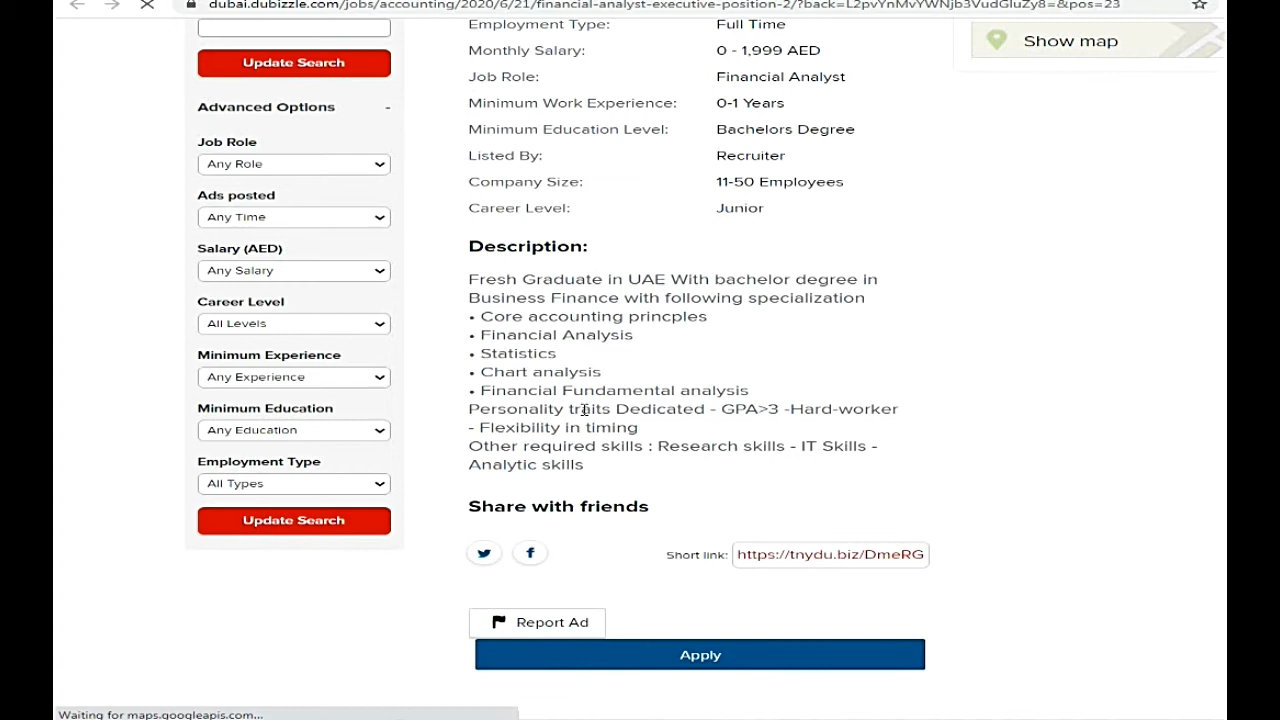 dubai.dubizzle.com/jobs/accounting/2020/6/21/financial-analyst-executive-position-2/?back=L2pvYnMvYWNjb3VudGluZy8=&pos=23
Update Search
Advanced Options -
Job Role
Any Role
Ads posted
Any Time
Salary (AED)
Any Salary
Career Level
All Levels
Minimum Experience
Any Experience
Minimum Education
Any Education
Employment Type
All Types
Update Search
Employment Type: Full Time
Monthly Salary: 0 - 1,999 AED
Job Role: Financial Analyst
Minimum Work Experience: 0-1 Years
Minimum Education Level: Bachelors Degree
Listed By: Recruiter
Company Size: 11-50 Employees
Career Level: Junior
Description:
Fresh Graduate in UAE With bachelor degree in
Business Finance with following specialization
• Core accounting princples
• Financial Analysis
• Statistics
• Chart analysis
• Financial Fundamental analysis
Personality traits Dedicated - GPA>3 -Hard-worker
- Flexibility in timing
Other required skills : Research skills - IT Skills -
Analytic skills
Share with friends
Short link: https://tnydu.biz/DmeRG
Report Ad
Apply
Show map
Waiting for maps.googleapis.com...